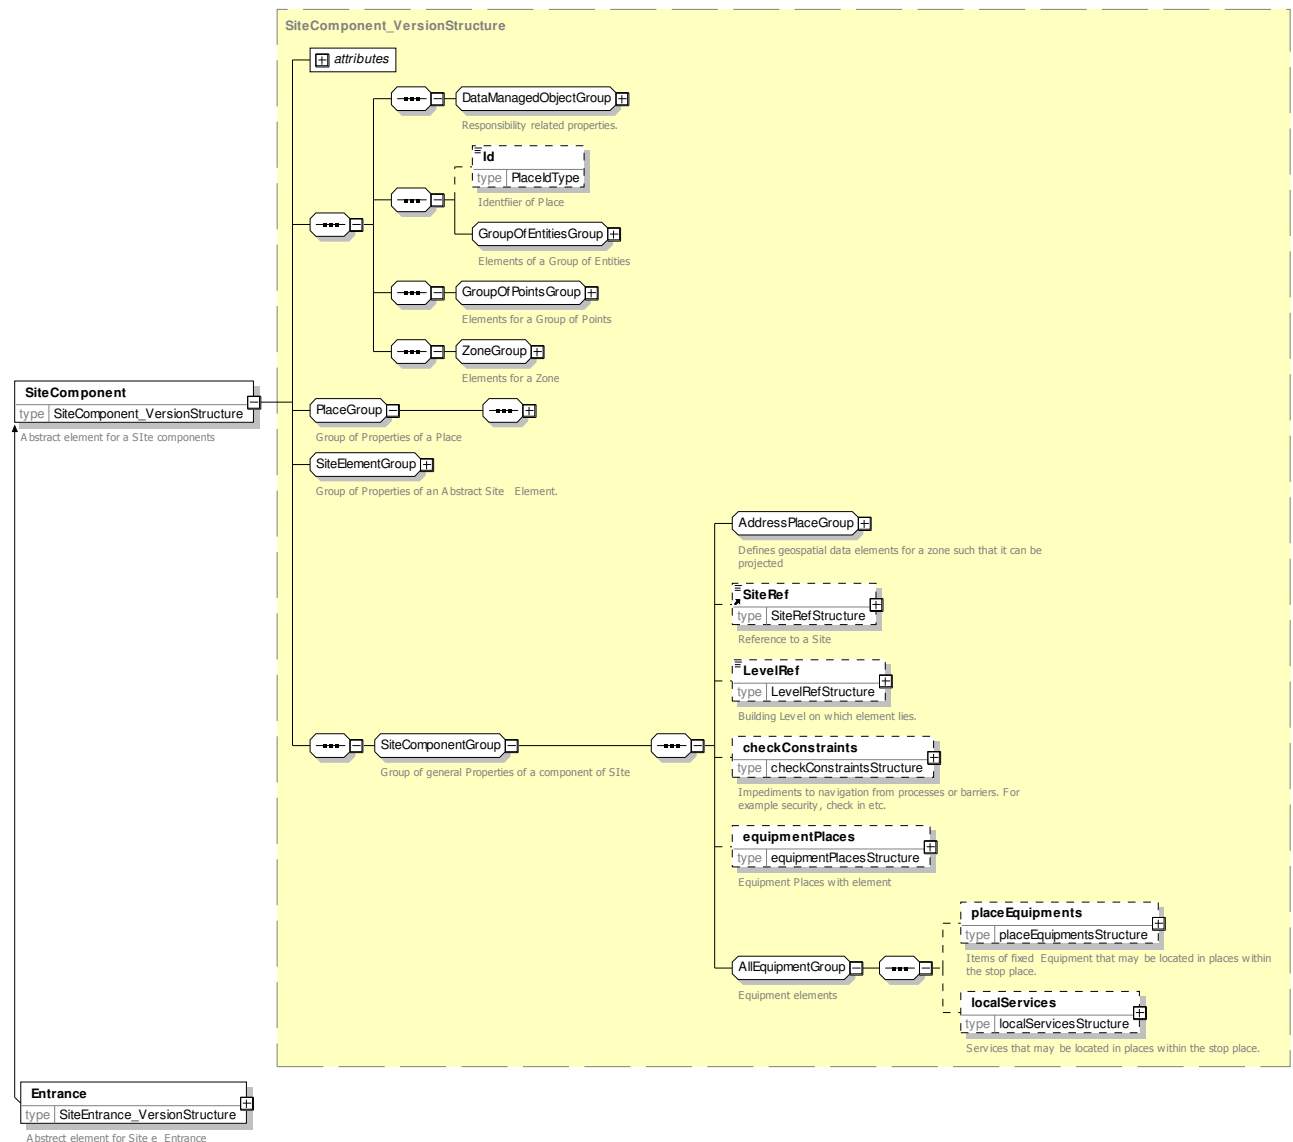 SiteComponent_VersionStructure
attributes
DataManagedObjectGroup
Responsibility related properties.
Id
type PlaceIdType
Identfiier of Place
GroupOfEntitiesGroup
Elements of a Group of Entities
GroupOfPointsGroup
Elements for a Group of Points
ZoneGroup
Elements for a Zone
SiteComponent
type SiteComponent_VersionStructure
Abstract element for a SIte components
PlaceGroup
Group of Properties of a Place
SiteElementGroup
Group of Properties of an Abstract Site Element.
AddressPlaceGroup
Defines geospatial data elements for a zone such that it can be
projected
SiteRef
type SiteRefStructure
Reference to a Site
LevelRef
type LevelRefStructure
Building Level on which element lies.
SiteComponentGroup
Group of general Properties of a component of SIte
checkConstraints
type checkConstraintsStructure
Impediments to navigation from processes or barriers. For
example security, check in etc.
equipmentPlaces
type equipmentPlacesStructure
Equipment Places with element
AllEquipmentGroup
Equipment elements
placeEquipments
type placeEquipmentsStructure
Items of fixed Equipment that may be located in places within
the stop place.
localServices
type localServicesStructure
Services that may be located in places within the stop place.
Entrance
type SiteEntrance_VersionStructure
Abstrect element for Site e Entrance